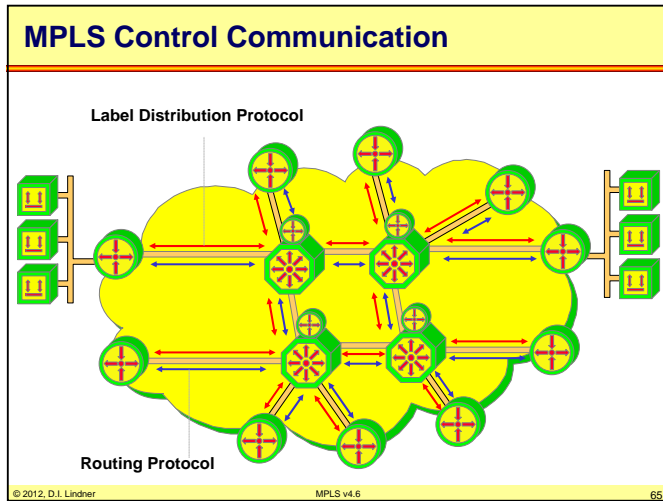 MPLS Control Communication
Label Distribution Protocol
Routing Protocol
© 2012, D.I. Lindner
MPLS v4.6
65